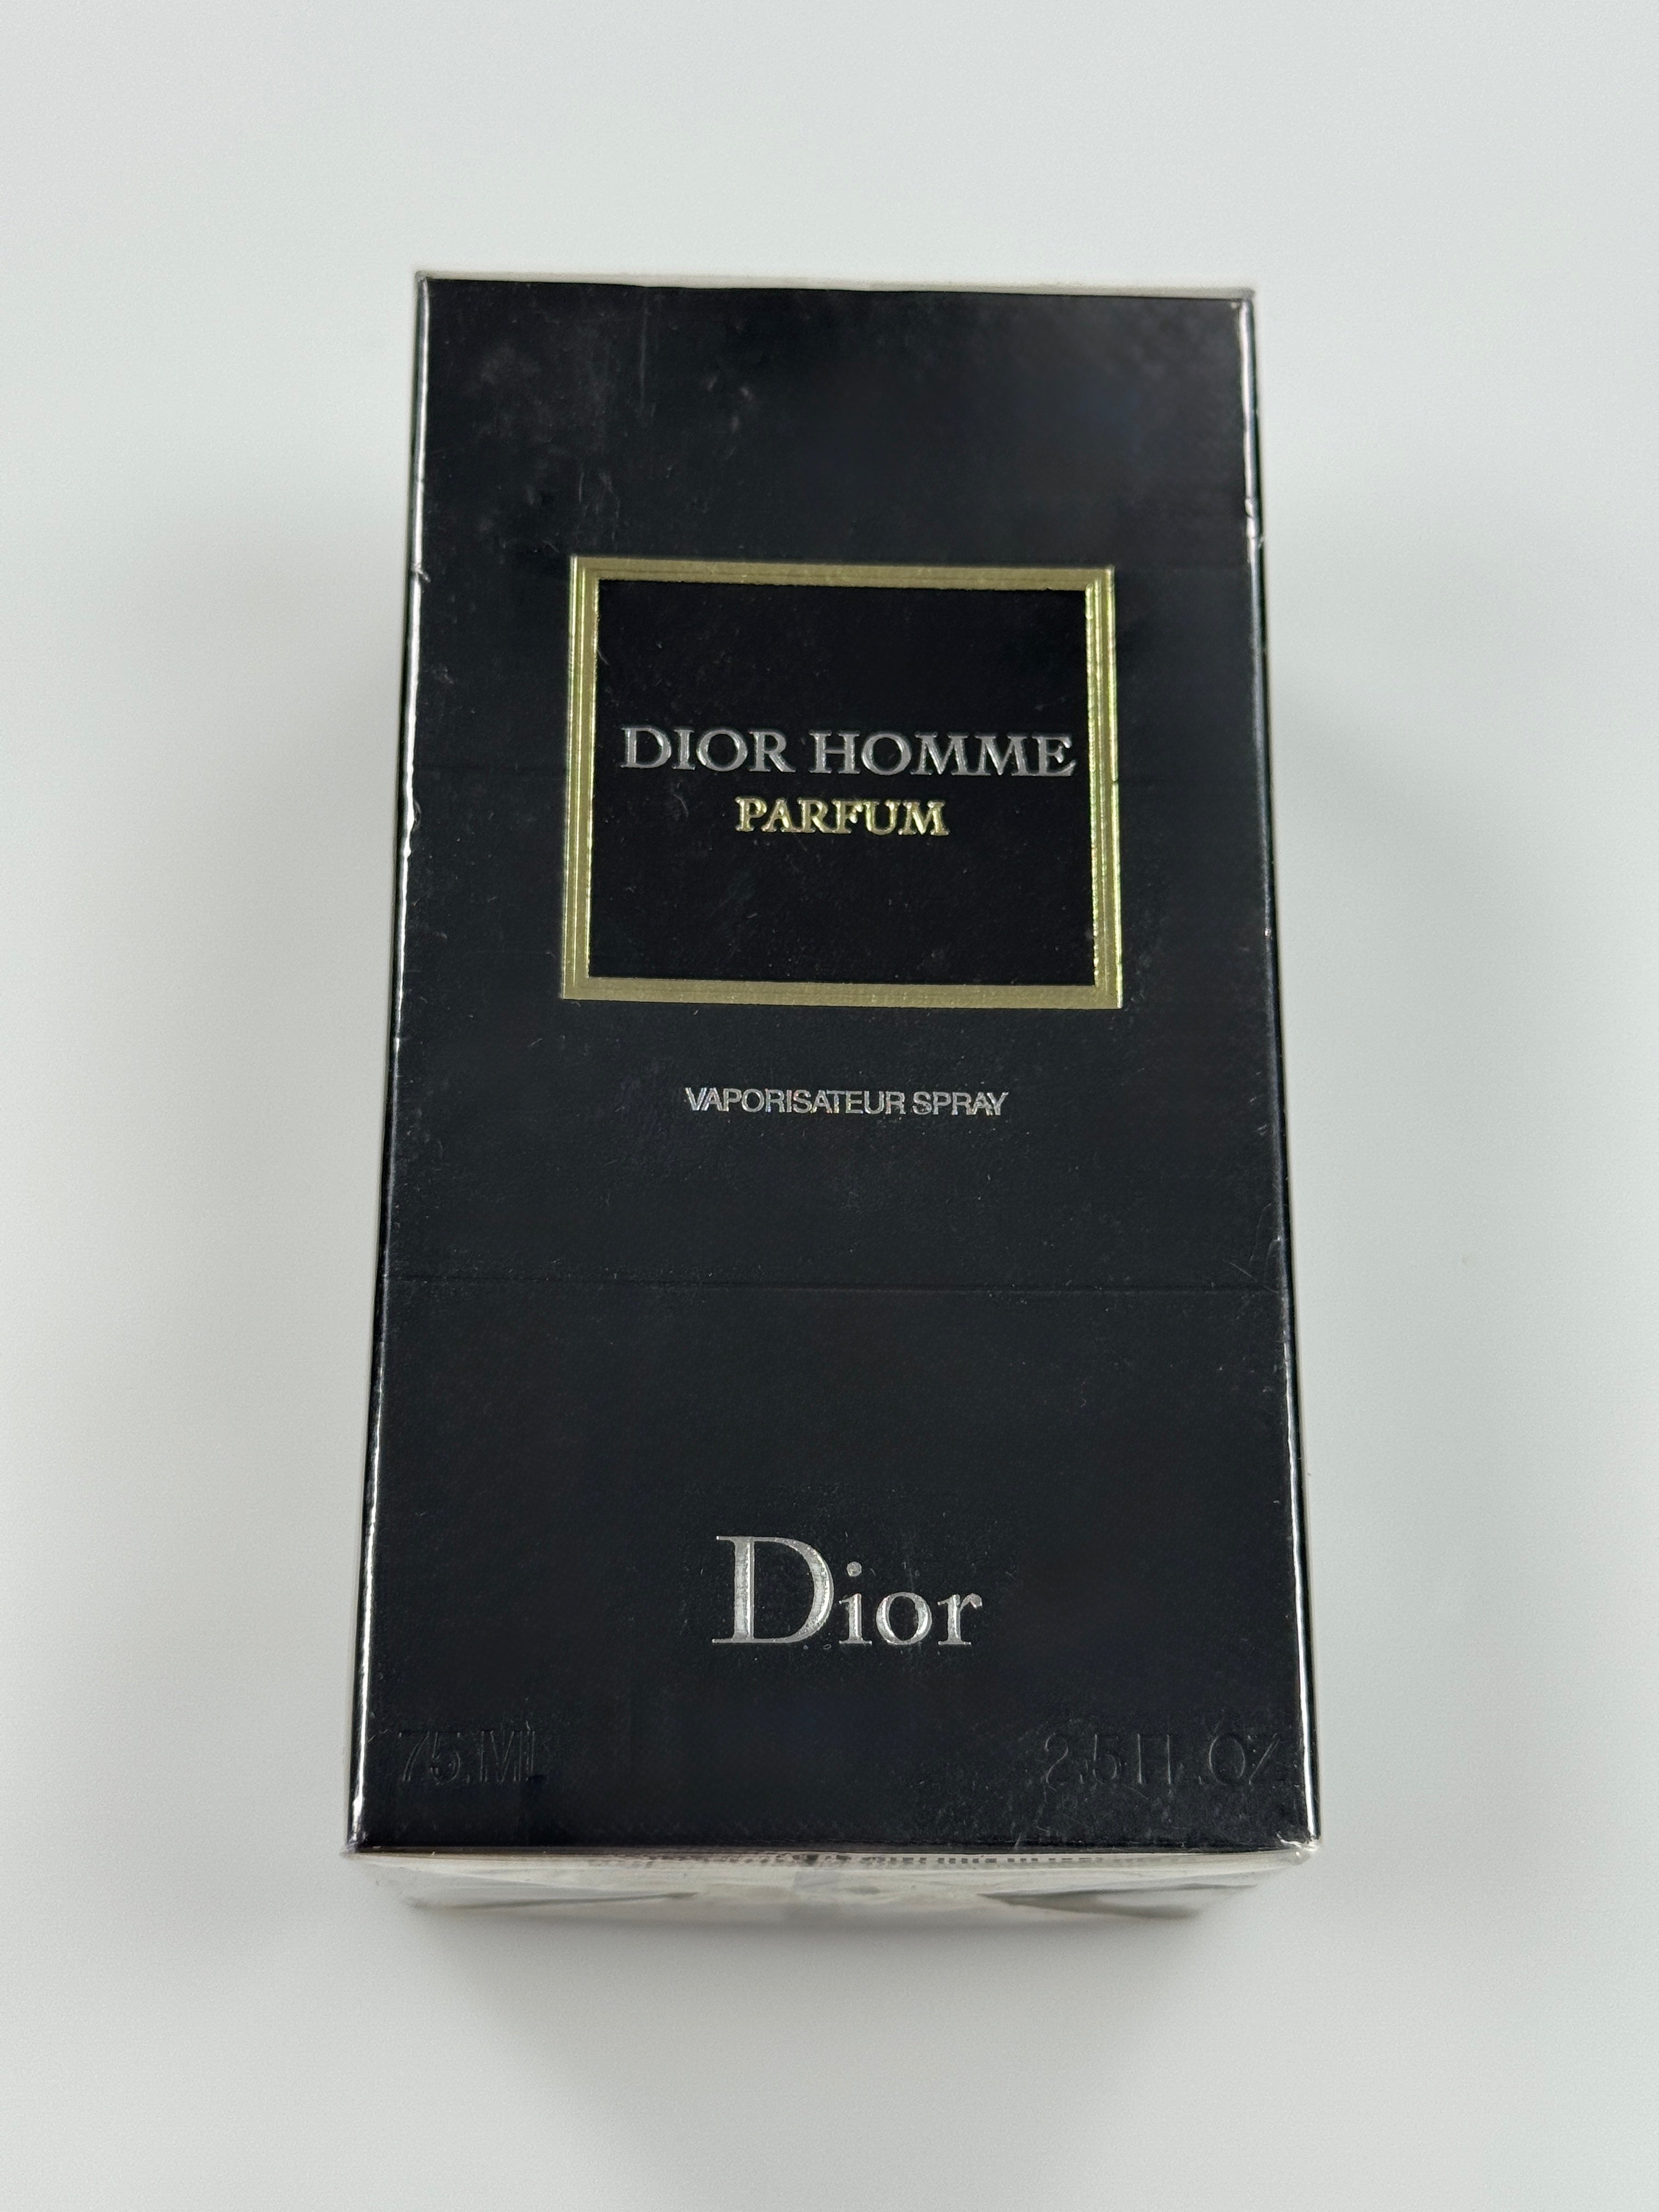 DIOR HOMME
PARFUM
VAPORISATEUR SPRAY
Dior
75 ML 2.5 FL.OZ